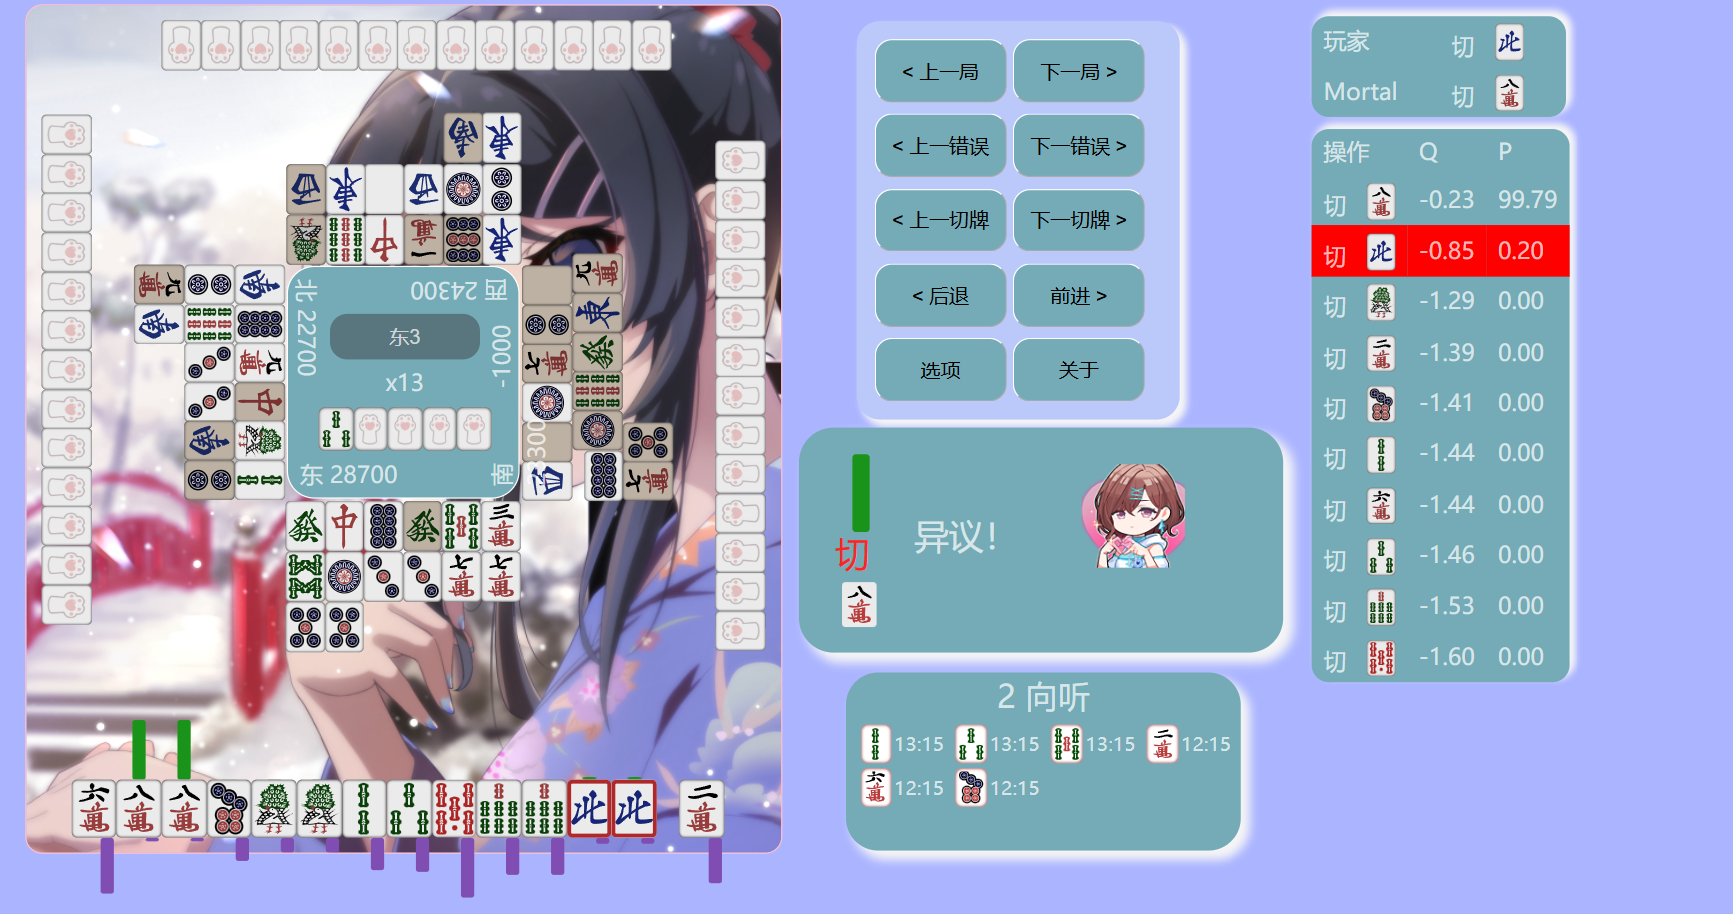 西 24300
北 22700
东3
-1000
x13
东 28700
南
300
< 上一局
下一局 >
< 上一错误
下一错误 >
< 上一切牌
下一切牌 >
< 后退
前进 >
选项
关于
切
异议！
2 向听
13:15
13:15
13:15
12:15
12:15
12:15
玩家 切
Mortal 切
操作 Q P
切 -0.23 99.79
切 -0.85 0.20
切 -1.29 0.00
切 -1.39 0.00
切 -1.41 0.00
切 -1.44 0.00
切 -1.44 0.00
切 -1.46 0.00
切 -1.53 0.00
切 -1.60 0.00